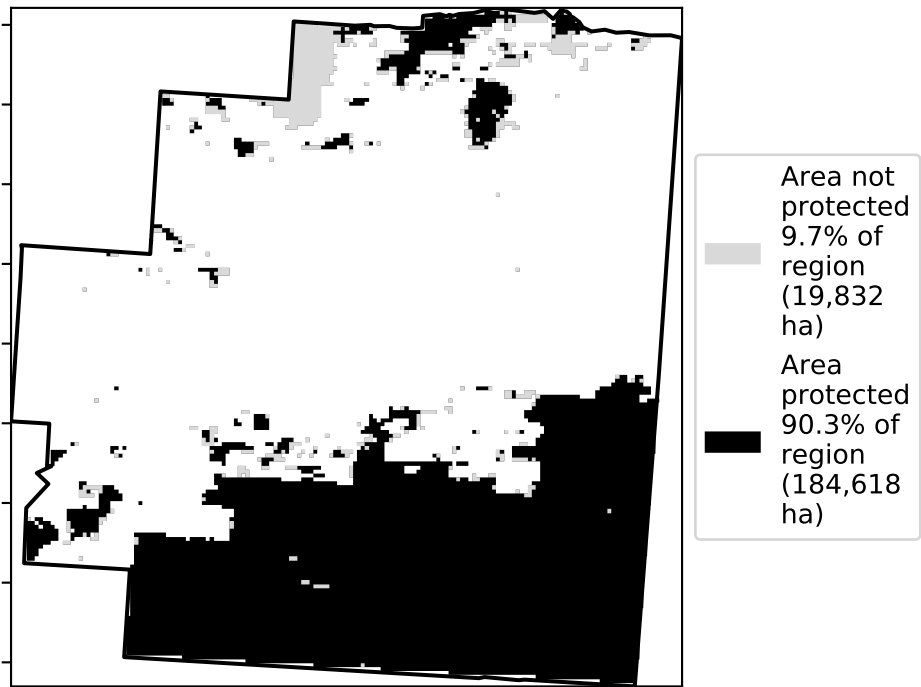 Area not
protected
9.7% of
region
(19,832
ha)
Area
protected
90.3% of
region
(184,618
ha)